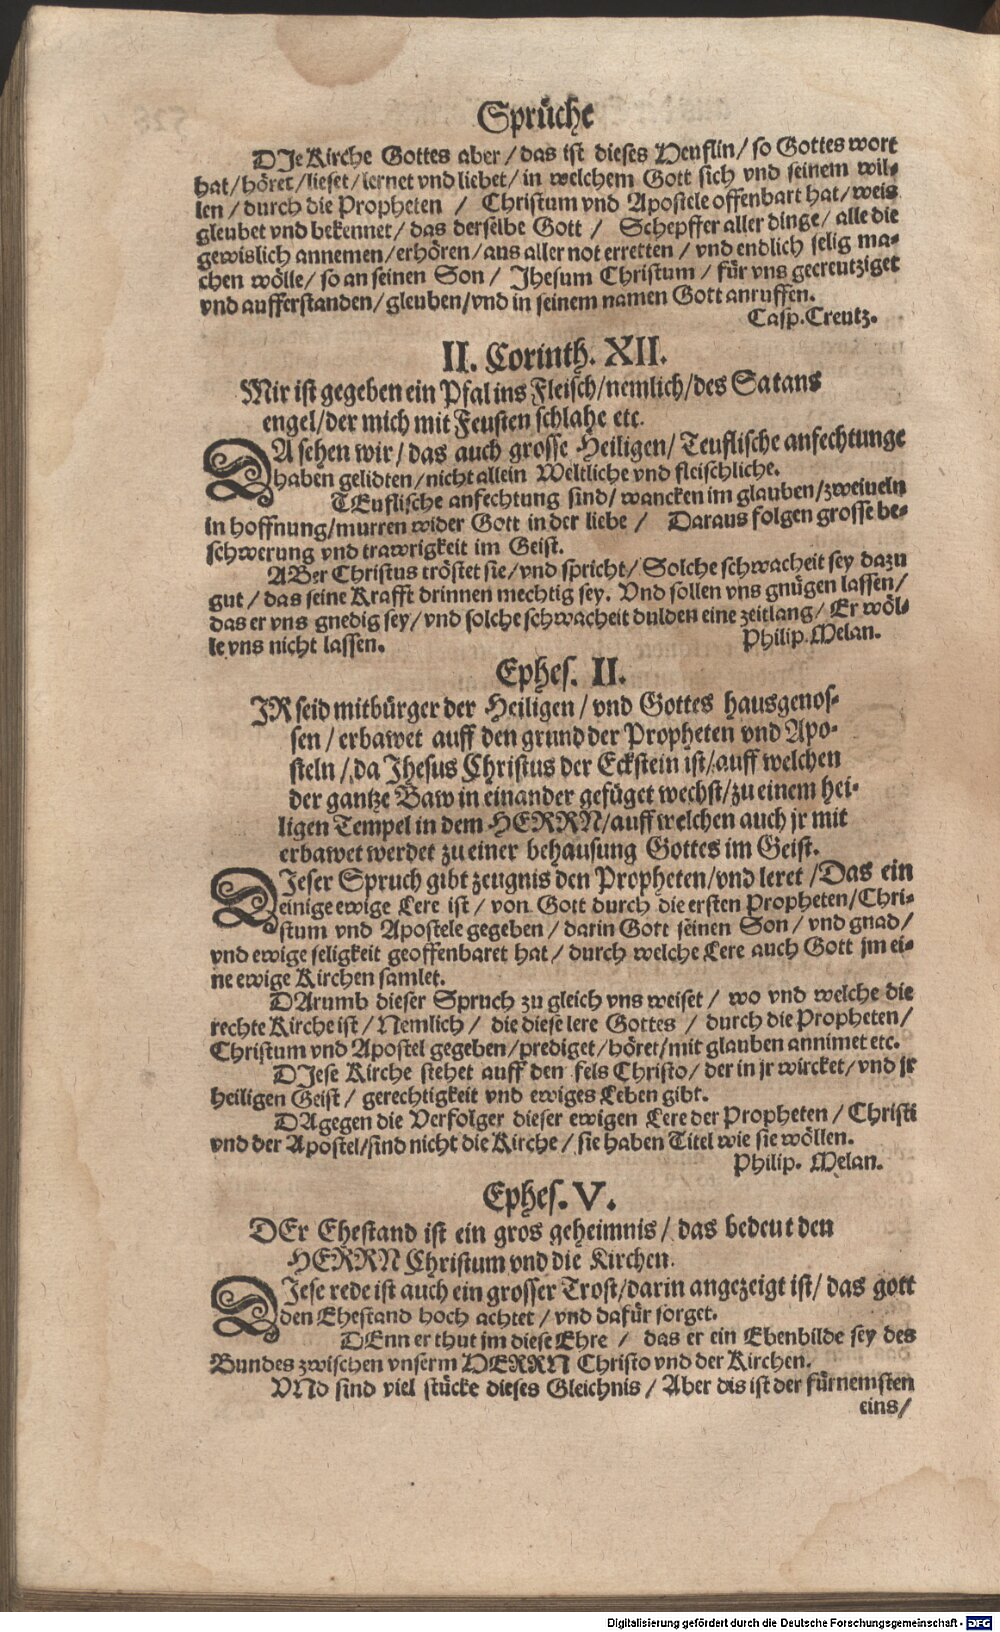 Sprüche
DJe Kirche Gottes aber / das ist dieses Heuflin / so Gottes wort
hat / höret / lieset / lernet vnd liebet / in welchem Gott sich vnd seinem wil-
len / durch die Propheten / Christum vnd Apostele offenbart hat / weis
gleubet vnd bekennet / das derselbe Gott / Schepffer aller dinge / alle die
gewislich annemen / erhören / aus aller not erretten / vnd endlich selig ma-
chen wölle / so an seinen Son / Jhesum Christum / für vns gecreutziget
vnd aufferstanden / gleuben / vnd in seinem namen Gott anruffen.
Casp. Creutz.
II. Corinth. XII.
Mir ist gegeben ein Pfal ins Fleisch / nemlich / des Satans
engel / der mich mit Feusten schlahe etc.
DA sehen wir / das auch grosse Heiligen / Teuflische anfechtunge
haben gelidten / nicht allein Weltliche vnd fleischliche.
TEuflische anfechtung sind / wancken im glauben / zweiueln
in hoffnung / murren wider Gott in der liebe / Daraus folgen grosse be-
schwerung vnd trawrigkeit im Geist.
ABer Christus tröstet sie / vnd spricht / Solche schwacheit sey dazu
gut / das seine Krafft drinnen mechtig sey. Vnd sollen vns gnügen lassen /
das er vns gnedig sey / vnd solche schwacheit dulden eine zeitlang / Er wöl-
le vns nicht lassen.
Philip. Melan.
Ephes. II.
JR seid mitbürger der Heiligen / vnd Gottes hausgenos-
sen / erbawet auff den grund der Propheten vnd Apo-
steln / da Jhesus Christus der Eckstein ist / auff welchen
der gantze Baw in einander gefüget wechst / zu einem hei-
ligen Tempel in dem HERRN / auff welchen auch jr mit
erbawet werdet zu einer behausung Gottes im Geist.
DJeser Spruch gibt zeugnis den Propheten / vnd leret / Das ein
einige ewige Lere ist / von Gott durch die ersten Propheten / Chri-
stum vnd Apostele gegeben / darin Gott seinen Son / vnd gnad /
vnd ewige seligkeit geoffenbaret hat / durch welche Lere auch Gott jm ei-
ne ewige Kirchen samlet.
DArumb dieser Spruch zu gleich vns weiset / wo vnd welche die
rechte Kirche ist / Nemlich / die diese lere Gottes / durch die Propheten /
Christum vnd Apostel gegeben / prediget / höret / mit glauben annimet etc.
DJese Kirche stehet auff den fels Christo / der in jr wircket / vnd jr
heiligen Geist / gerechtigkeit vnd ewiges Leben gibt.
DAgegen die Verfolger dieser ewigen Lere der Propheten / Christi
vnd der Apostel / sind nicht die Kirche / sie haben Titel wie sie wöllen.
Philip. Melan.
Ephes. V.
DEr Ehestand ist ein gros geheimnis / das bedeut den
HERRN Christum vnd die Kirchen.
DJese rede ist auch ein grosser Trost / darin angezeigt ist / das gott
den Ehestand hoch achtet / vnd dafür sorget.
DEnn er thut jm diese Ehre / das er ein Ebenbilde sey des
Bundes zwischen vnserm HERRN Christo vnd der Kirchen.
VNd sind viel stücke dieses Gleichnis / Aber dis ist der fürnemsten
eins /
Digitalisierung gefördert durch die Deutsche Forschungsgemeinschaft - DFG